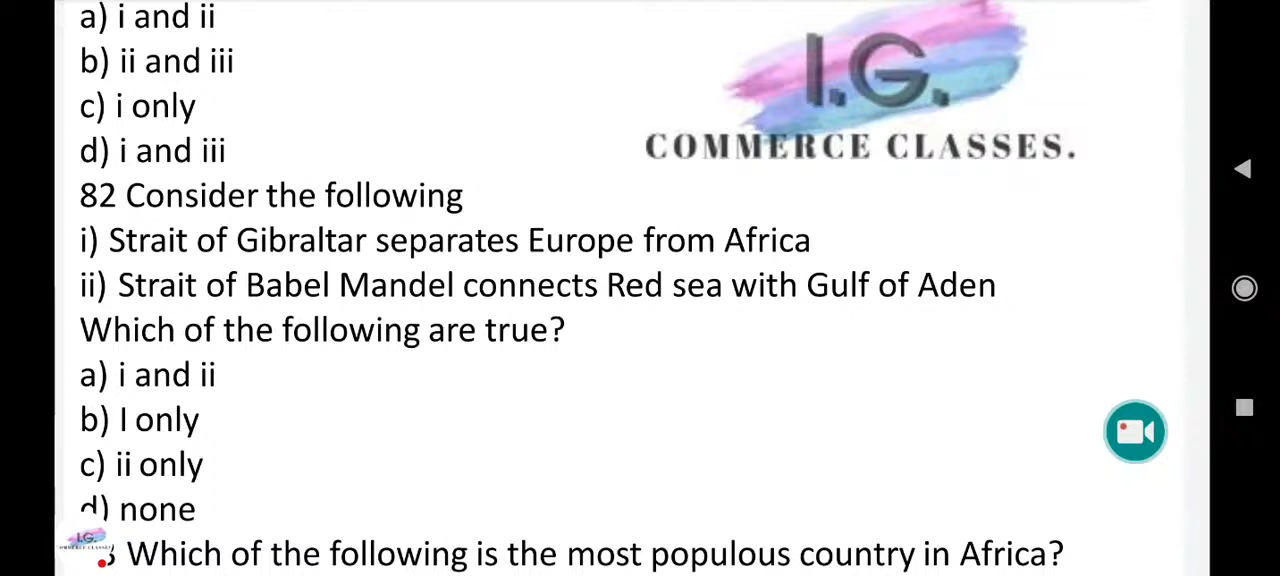 a) i and ii
b) ii and iii
c) i only
d) i and iii
I.G.
COMMERCE CLASSES.
82 Consider the following
i) Strait of Gibraltar separates Europe from Africa
ii) Strait of Babel Mandel connects Red sea with Gulf of Aden
Which of the following are true?
a) i and ii
b) I only
c) ii only
d) none
I.G.
COMMERCE CLASSES
Which of the following is the most populous country in Africa?